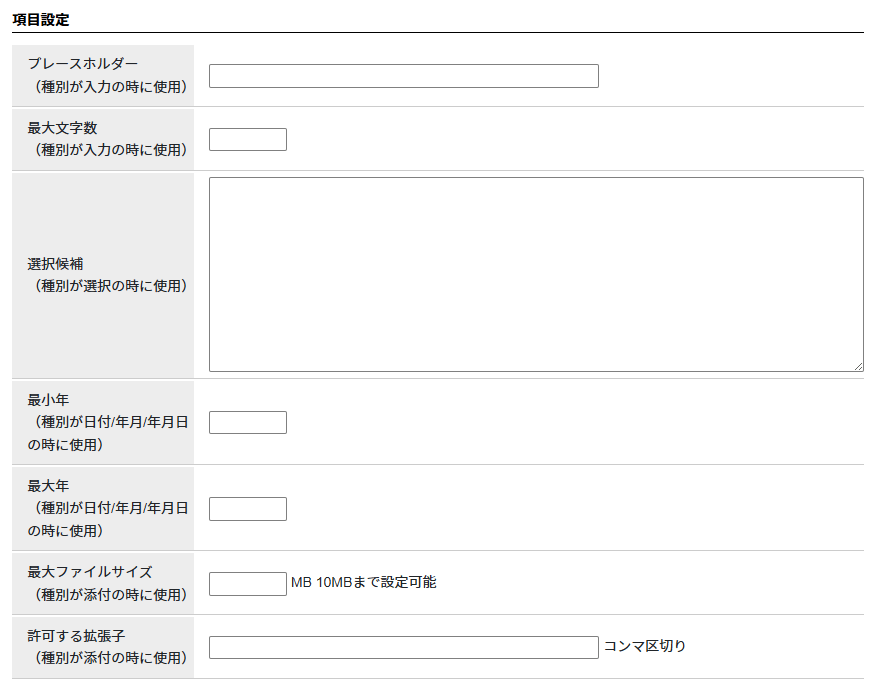 項目設定
プレースホルダー
（種別が入力の時に使用）
最大文字数
（種別が入力の時に使用）
選択候補
（種別が選択の時に使用）
最小年
（種別が日付/年月/年月日
の時に使用）
最大年
（種別が日付/年月/年月日
の時に使用）
最大ファイルサイズ
（種別が添付の時に使用）
MB 10MBまで設定可能
許可する拡張子
（種別が添付の時に使用）
コンマ区切り